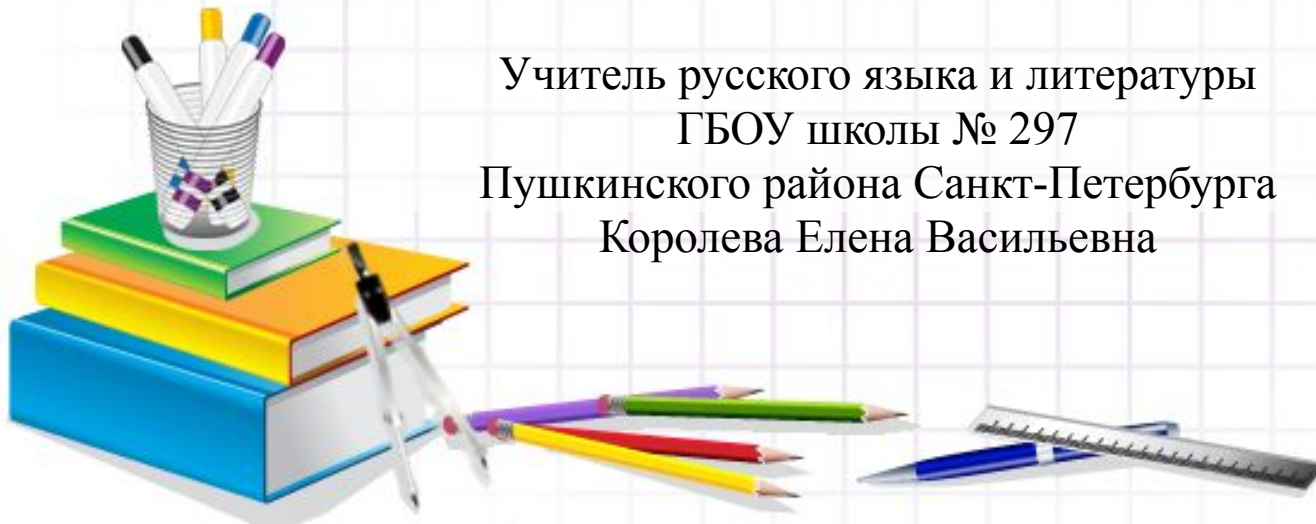 Учитель русского языка и литературы
ГБОУ школы № 297
Пушкинского района Санкт-Петербурга
Королева Елена Васильевна